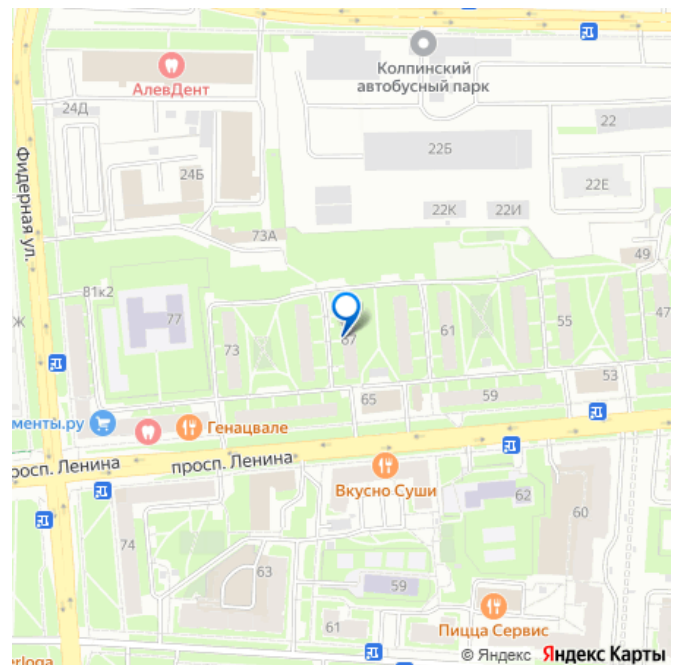 Колпинский
автобусный парк
АлевДент
24Д
22
22Б
24Б
22Е
Фидерная ул.
22К
22И
73А
49
81к2
77
Ж
47
55
61
67
73
53
59
65
менты.ру
Генацвале
просп. Ленина
просп. Ленина
Вкусно Суши
62
60
74
63
59
61
Пицца Сервис
© Яндекс Яндекс Карты
erloga